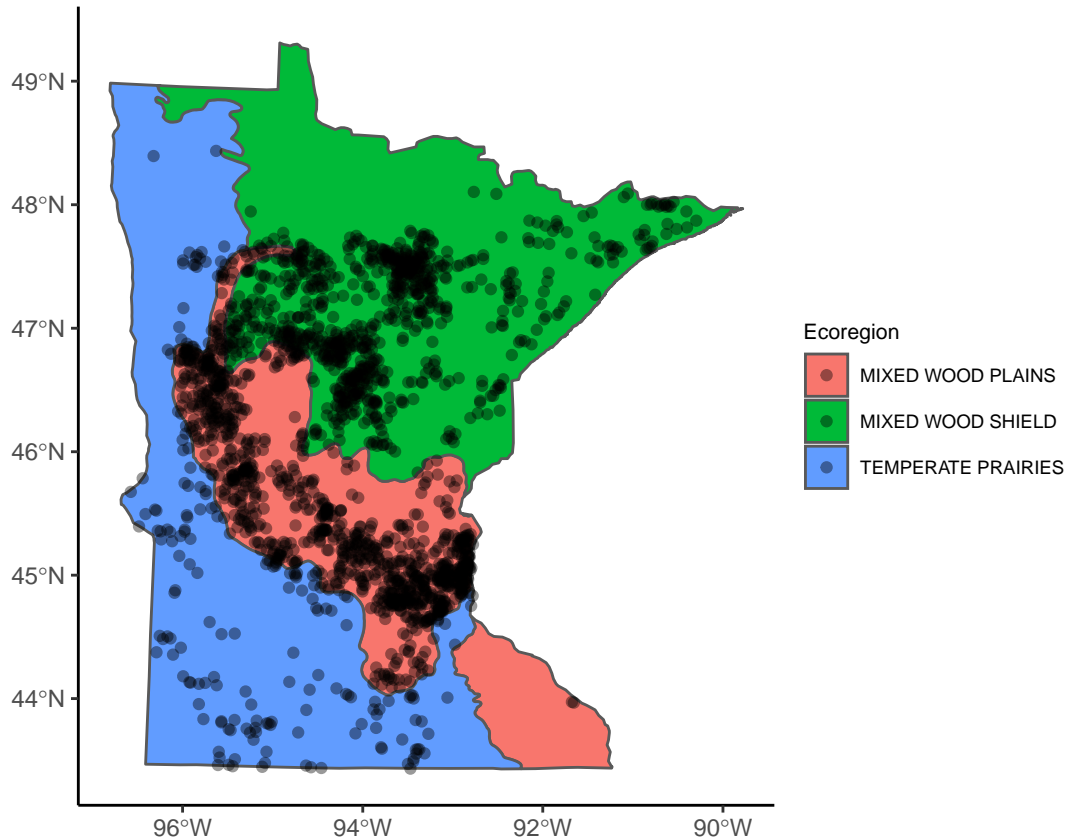 49°N
48°N
47°N
46°N
45°N
44°N
96°W
94°W
92°W
90°W
Ecoregion
MIXED WOOD PLAINS
MIXED WOOD SHIELD
TEMPERATE PRAIRIES